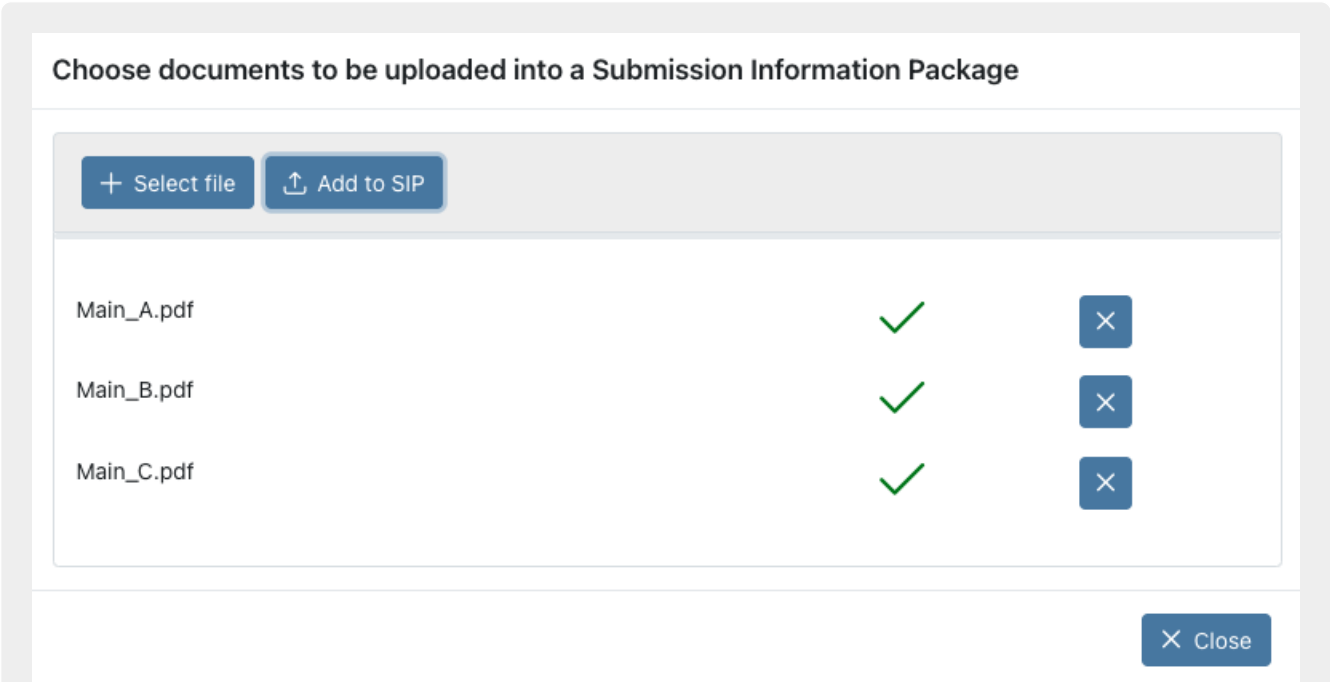 Choose documents to be uploaded into a Submission Information Package
Select file
Add to SIP
Main_A.pdf
Main_B.pdf
Main_C.pdf
Close